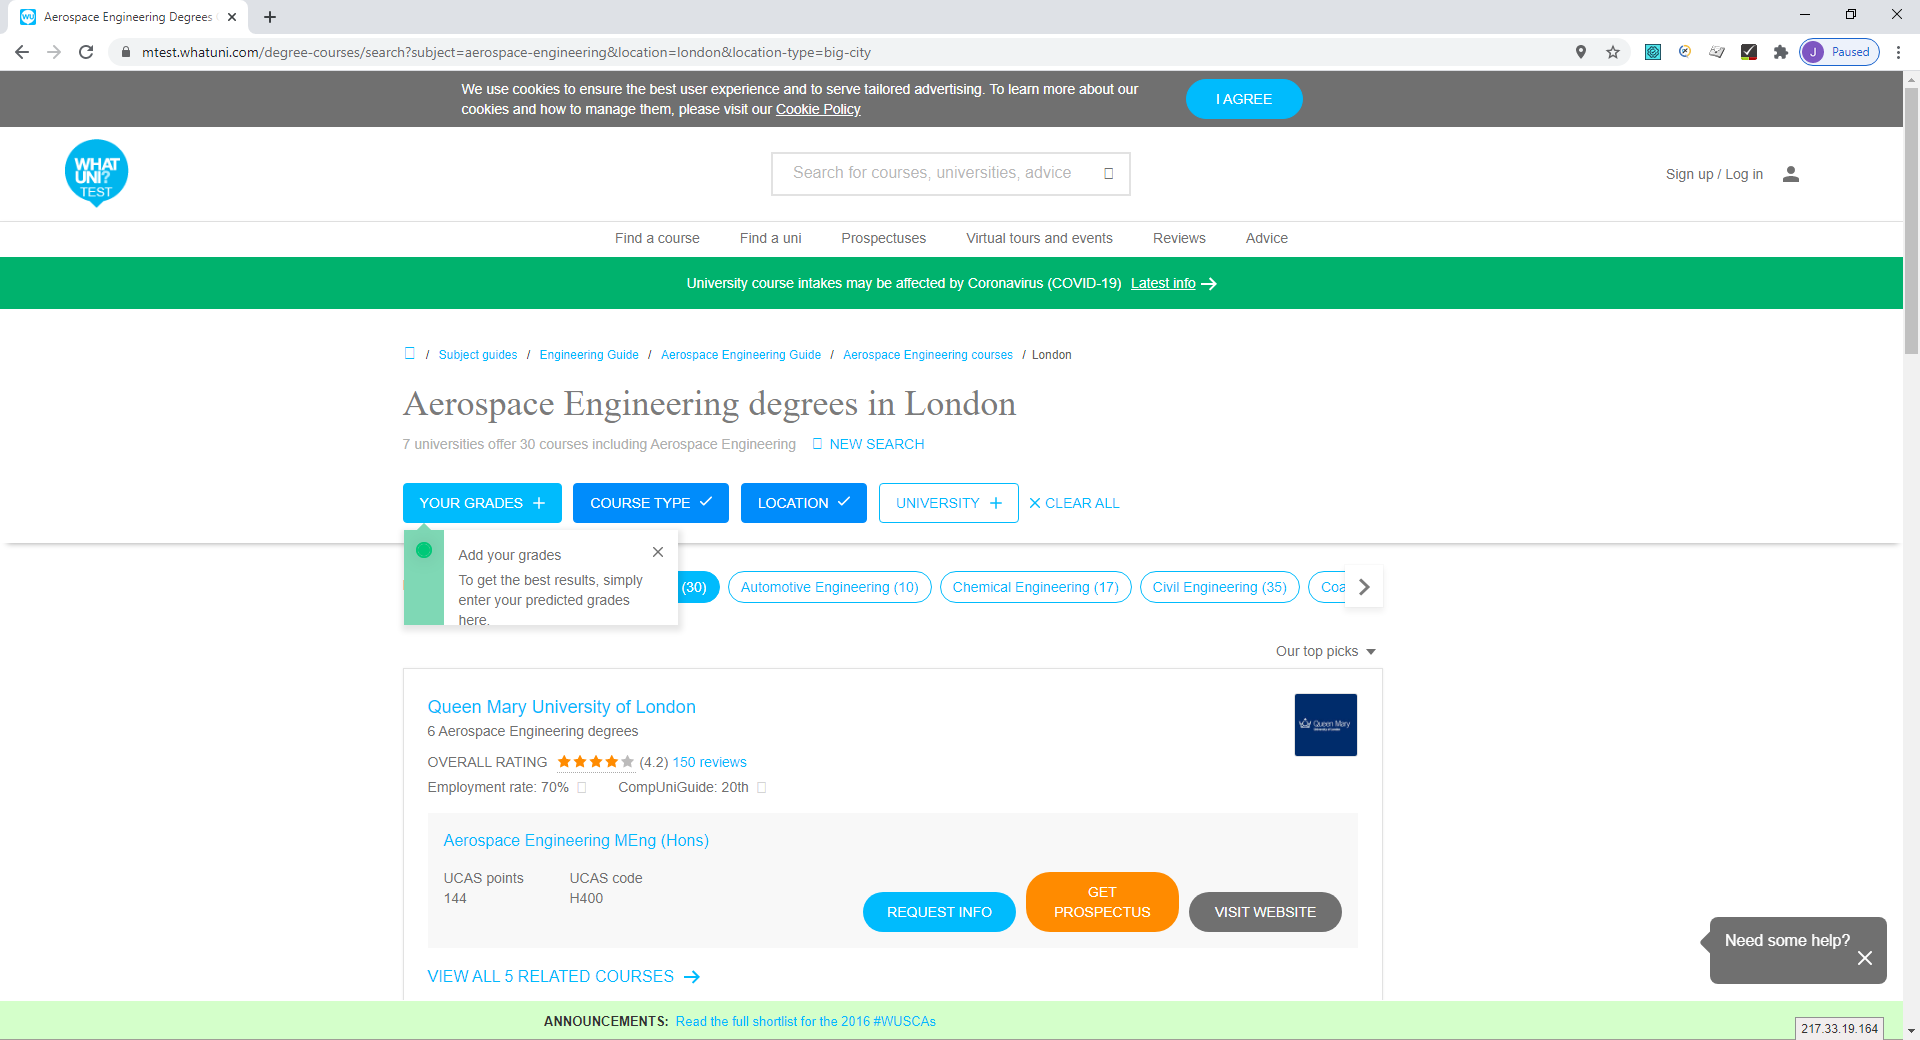 Aerospace Engineering Degrees
mtest.whatuni.com/degree-courses/search?subject=aerospace-engineering&location=london&location-type=big-city
J Paused
We use cookies to ensure the best user experience and to serve tailored advertising. To learn more about our
cookies and how to manage them, please visit our Cookie Policy
I AGREE
WHAT
UNI?
TEST
Search for courses, universities, advice
Sign up / Log in
Find a course Find a uni Prospectuses Virtual tours and events Reviews Advice
University course intakes may be affected by Coronavirus (COVID-19) Latest info
/ Subject guides / Engineering Guide / Aerospace Engineering Guide / Aerospace Engineering courses / London
Aerospace Engineering degrees in London
7 universities offer 30 courses including Aerospace Engineering NEW SEARCH
YOUR GRADES COURSE TYPE LOCATION UNIVERSITY CLEAR ALL
Add your grades
To get the best results, simply
enter your predicted grades
here.
(30) Automotive Engineering (10) Chemical Engineering (17) Civil Engineering (35) Coa
Our top picks
Queen Mary University of London
6 Aerospace Engineering degrees
Queen Mary
University of London
OVERALL RATING (4.2) 150 reviews
Employment rate: 70% CompUniGuide: 20th
Aerospace Engineering MEng (Hons)
UCAS points UCAS code
144 H400
REQUEST INFO
GET
PROSPECTUS
VISIT WEBSITE
Need some help?
VIEW ALL 5 RELATED COURSES
ANNOUNCEMENTS: Read the full shortlist for the 2016 #WUSCAs
217.33.19.164